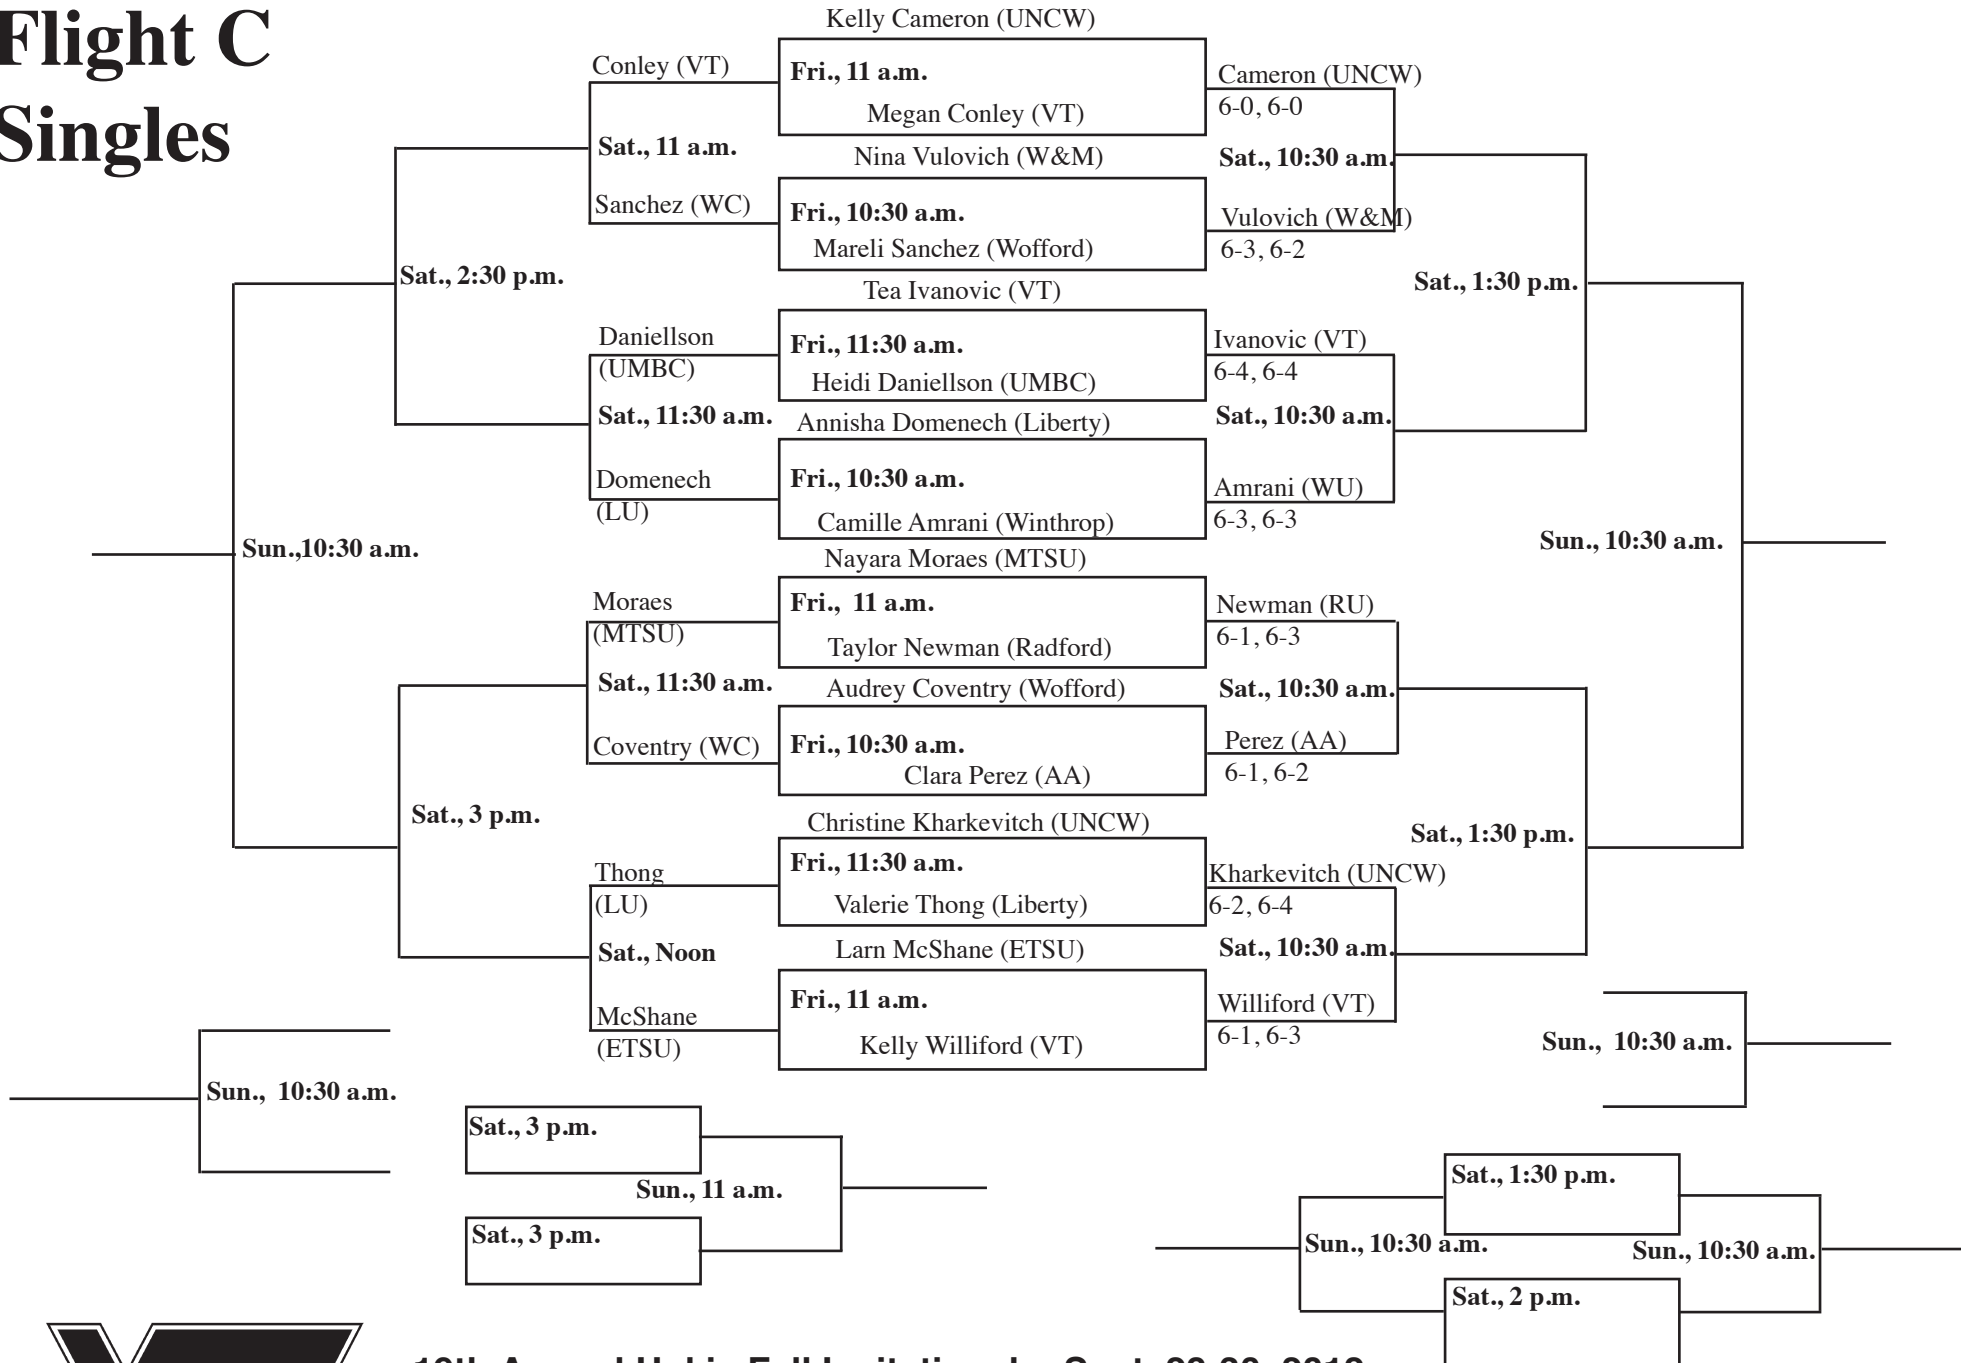 Flight C
Singles
Kelly Cameron (UNCW)
Conley (VT)
Fri., 11 a.m.
Cameron (UNCW)
6-0, 6-0
Megan Conley (VT)
Sat., 11 a.m.
Nina Vulovich (W&M)
Sat., 10:30 a.m.
Sanchez (WC)
Fri., 10:30 a.m.
Vulovich (W&M)
Mareli Sanchez (Wofford)
6-3, 6-2
Sat., 2:30 p.m.
Tea Ivanovic (VT)
Sat., 1:30 p.m.
Daniellson
(UMBC)
Fri., 11:30 a.m.
Ivanovic (VT)
6-4, 6-4
Heidi Daniellson (UMBC)
Sat., 11:30 a.m.
Annisha Domenech (Liberty)
Sat., 10:30 a.m.
Domenech
(LU)
Fri., 10:30 a.m.
Amrani (WU)
6-3, 6-3
Camille Amrani (Winthrop)
Sun.,10:30 a.m.
Nayara Moraes (MTSU)
Sun., 10:30 a.m.
Moraes
(MTSU)
Fri., 11 a.m.
Newman (RU)
6-1, 6-3
Taylor Newman (Radford)
Sat., 11:30 a.m.
Audrey Coventry (Wofford)
Sat., 10:30 a.m.
Coventry (WC)
Fri., 10:30 a.m.
Perez (AA)
6-1, 6-2
Clara Perez (AA)
Sat., 3 p.m.
Christine Kharkevitch (UNCW)
Sat., 1:30 p.m.
Thong
(LU)
Fri., 11:30 a.m.
Kharkevitch (UNCW)
6-2, 6-4
Valerie Thong (Liberty)
Sat., Noon
Larn McShane (ETSU)
Sat., 10:30 a.m.
McShane
(ETSU)
Fri., 11 a.m.
Williford (VT)
6-1, 6-3
Kelly Williford (VT)
Sun., 10:30 a.m.
Sun., 10:30 a.m.
Sat., 3 p.m.
Sun., 11 a.m.
Sat., 3 p.m.
Sat., 1:30 p.m.
Sun., 10:30 a.m.
Sun., 10:30 a.m.
Sat., 2 p.m.